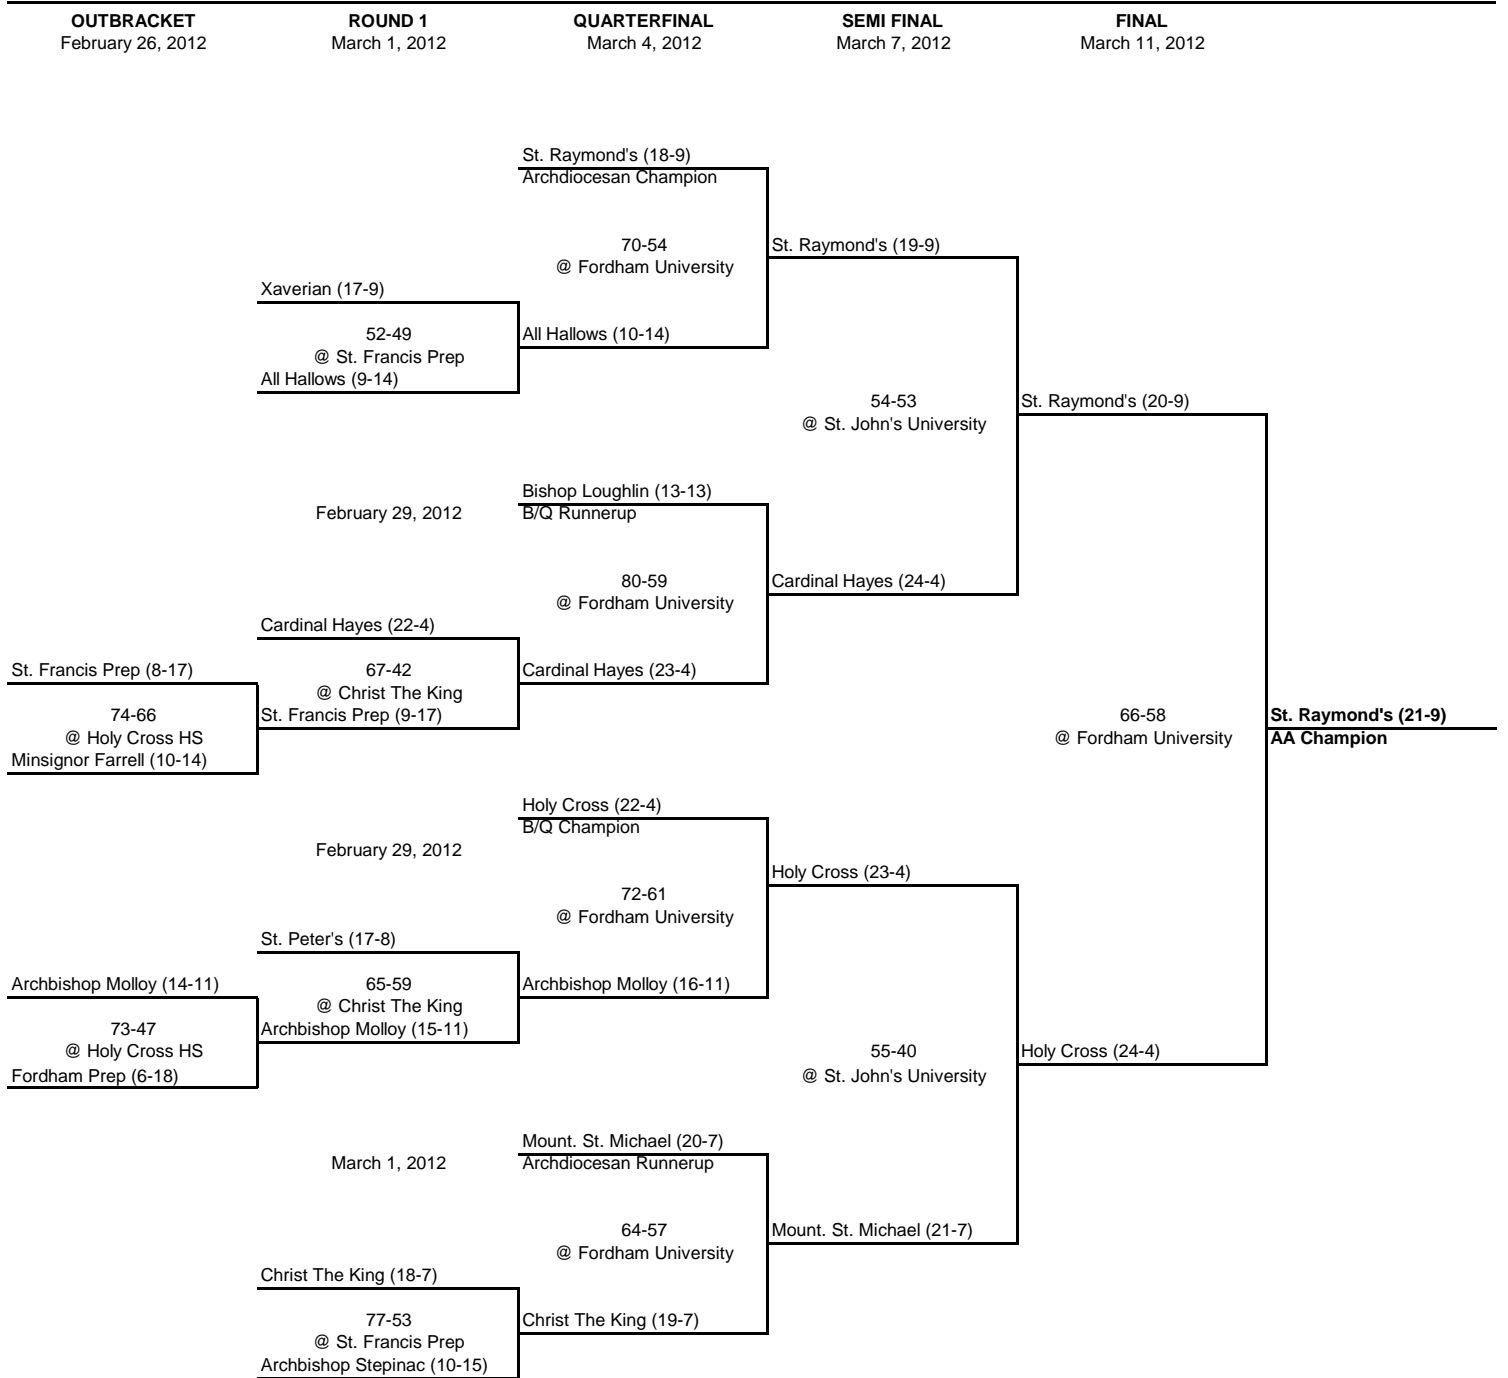 OUTBRACKET
February 26, 2012
ROUND 1
March 1, 2012
QUARTERFINAL
March 4, 2012
SEMI FINAL
March 7, 2012
FINAL
March 11, 2012
St. Raymond's (18-9)
Archdiocesan Champion
70-54
@ Fordham University
St. Raymond's (19-9)
Xaverian (17-9)
52-49
@ St. Francis Prep
All Hallows (9-14)
All Hallows (10-14)
54-53
@ St. John's University
St. Raymond's (20-9)
Bishop Loughlin (13-13)
B/Q Runnerup
February 29, 2012
80-59
@ Fordham University
Cardinal Hayes (24-4)
Cardinal Hayes (22-4)
67-42
@ Christ The King
St. Francis Prep (9-17)
Cardinal Hayes (23-4)
St. Francis Prep (8-17)
74-66
@ Holy Cross HS
Minsignor Farrell (10-14)
66-58
@ Fordham University
St. Raymond's (21-9)
AA Champion
Holy Cross (22-4)
B/Q Champion
February 29, 2012
72-61
@ Fordham University
Holy Cross (23-4)
St. Peter's (17-8)
65-59
@ Christ The King
Archbishop Molloy (15-11)
Archbishop Molloy (16-11)
Archbishop Molloy (14-11)
73-47
@ Holy Cross HS
Fordham Prep (6-18)
55-40
@ St. John's University
Holy Cross (24-4)
Mount. St. Michael (20-7)
Archdiocesan Runnerup
March 1, 2012
64-57
@ Fordham University
Mount. St. Michael (21-7)
Christ The King (18-7)
77-53
@ St. Francis Prep
Archbishop Stepinac (10-15)
Christ The King (19-7)